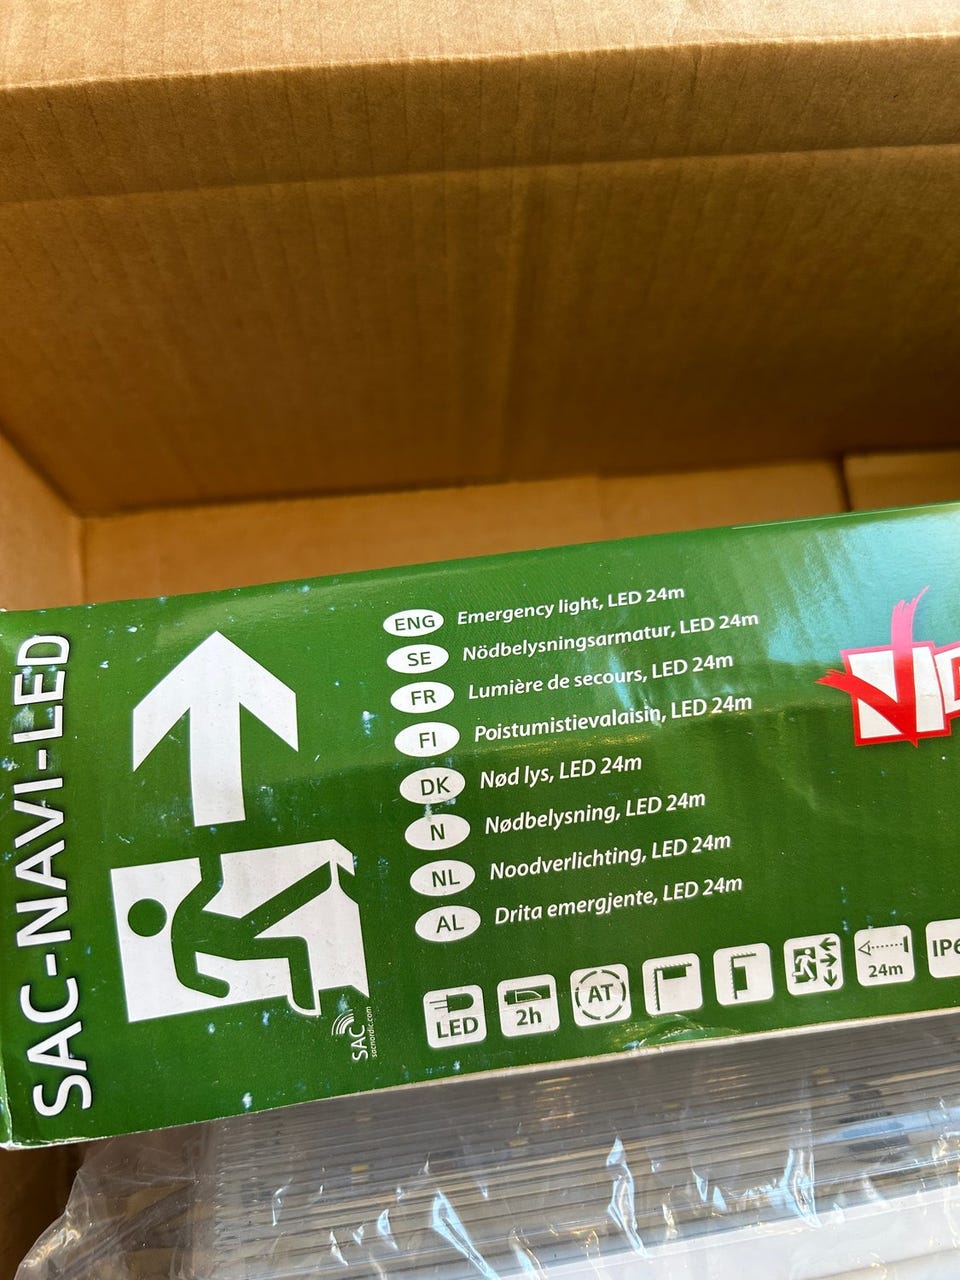 SAC-NAVI-LED
ENG Emergency light, LED 24m
SE Nödbelysningsarmatur, LED 24m
FR Lumière de secours, LED 24m
FI Poistumistievalaisin, LED 24m
DK Nød lys, LED 24m
N Nødbelysning, LED 24m
NL Noodverlichting, LED 24m
AL Drita emergjente, LED 24m
SAC
sacnordic.com
LED
2h
AT
24m